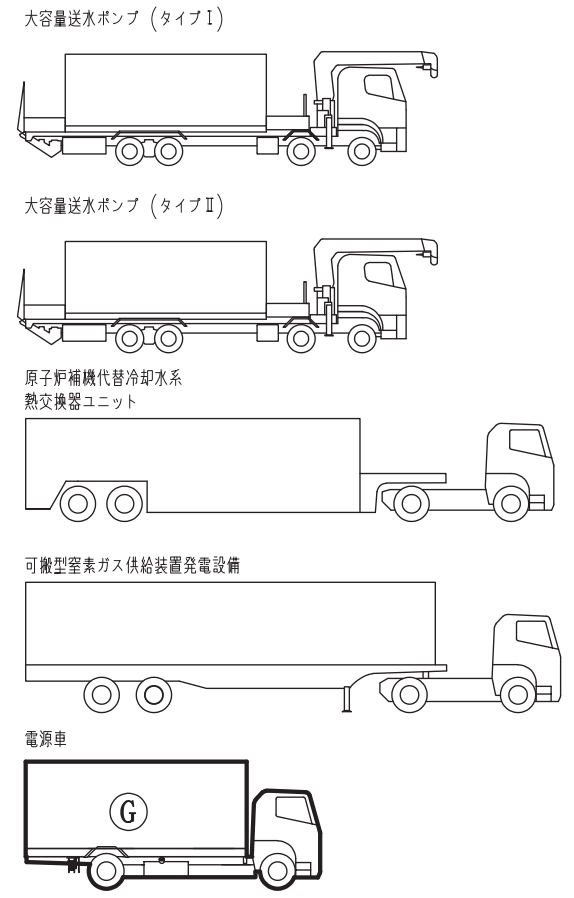 大容量送水ポンプ（タイプⅠ）
大容量送水ポンプ（タイプⅡ）
原子炉補機代替冷却水系
熱交換器ユニット
可搬型窒素ガス供給装置発電設備
電源車
G